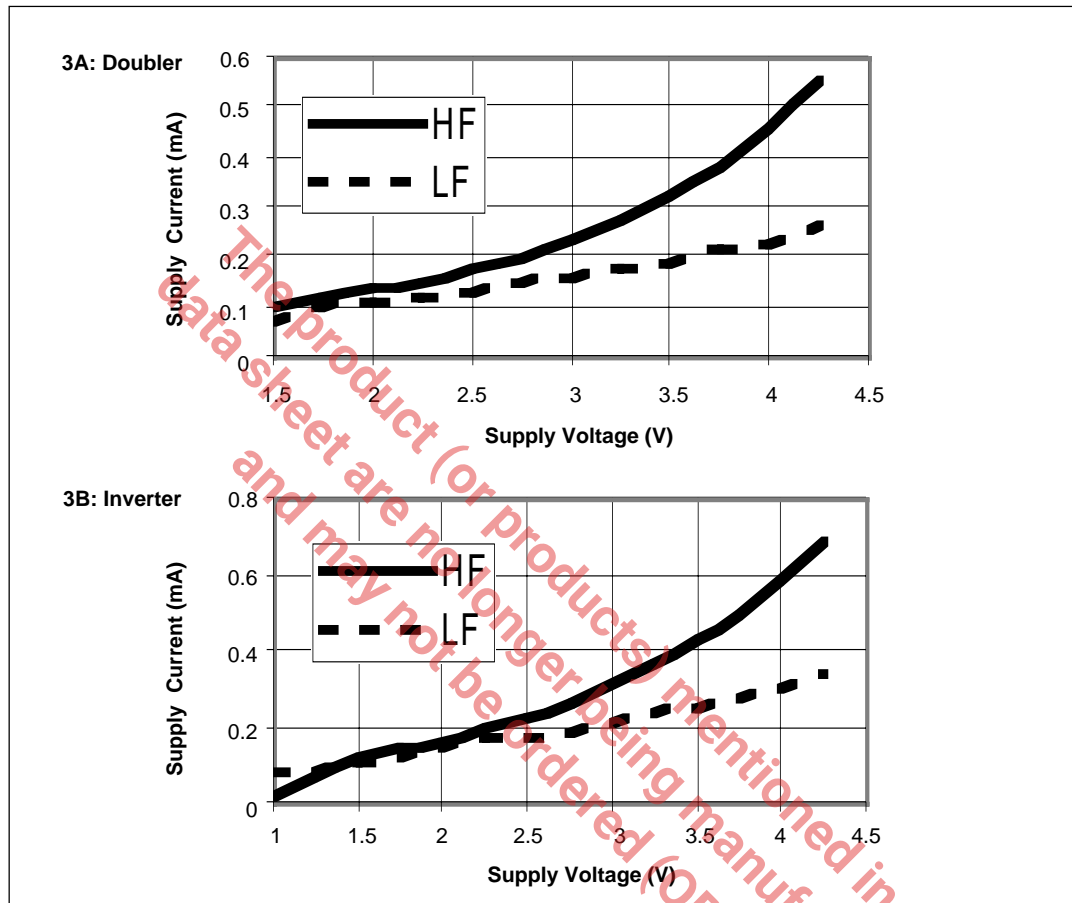 3A: Doubler
Supply Current (mA)
0.6
0.5
0.4
0.3
0.2
0.1
0
HF
LF
1.5 2 2.5 3 3.5 4 4.5
Supply Voltage (V)
3B: Inverter
Supply Current (mA)
0.8
0.6
0.4
0.2
0
HF
LF
1 1.5 2 2.5 3 3.5 4 4.5
Supply Voltage (V)
The product (or products) mentioned in
data sheet are no longer being manuf
and may not be ordered